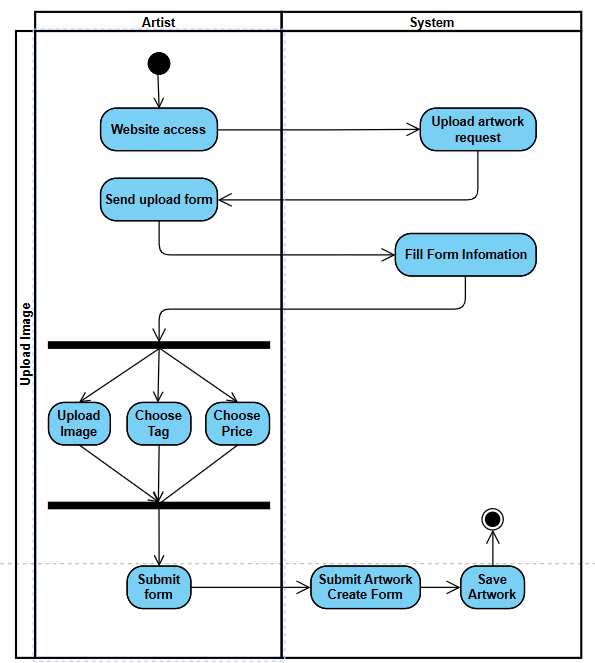 Artist
System
Upload Image
Website access
Upload artwork
request
Send upload form
Fill Form Infomation
Upload
Image
Choose
Tag
Choose
Price
Submit
form
Submit Artwork
Create Form
Save
Artwork